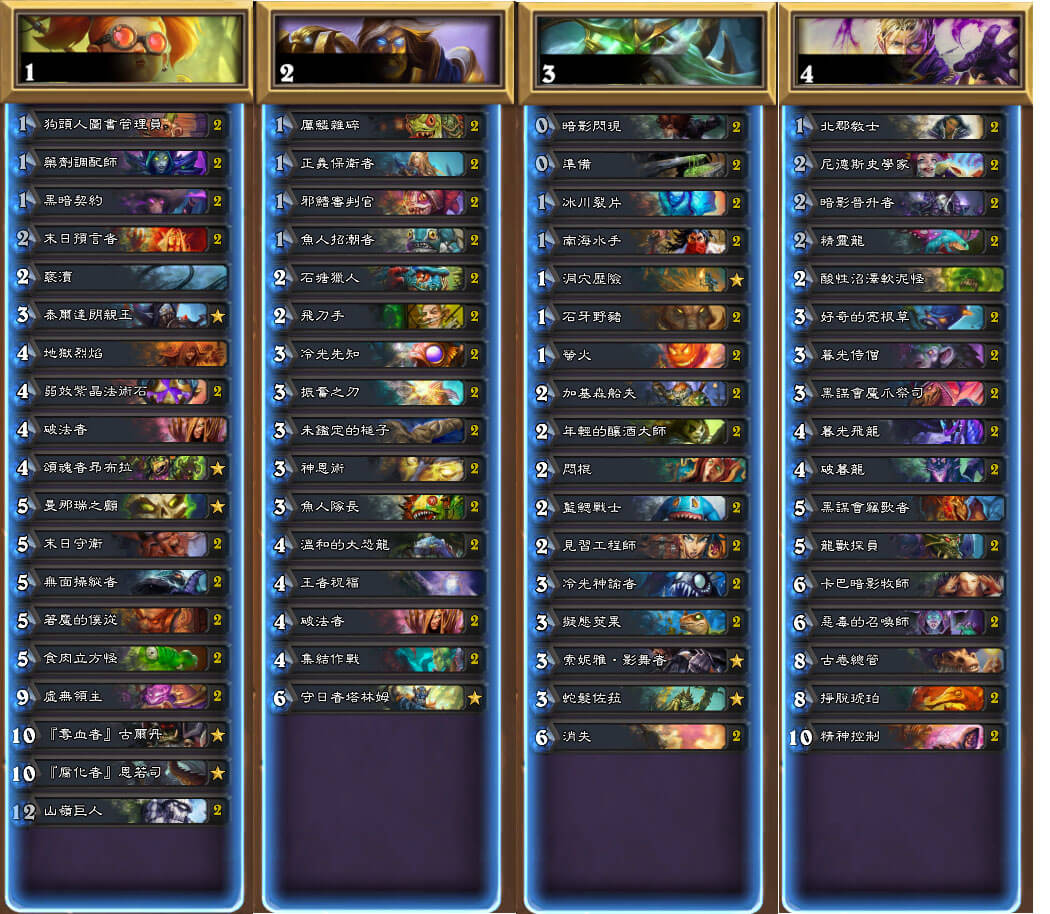 1
1 狗頭人圖書管理員 2
1 藥劑調配師 2
1 黑暗契約 2
2 末日預言者 2
2 褻瀆
3 泰爾達朗親王
4 地獄烈焰
4 弱效紫晶法術石 2
4 破法者
4 頌魂者昂布拉
5 曼那瑞之顱
5 末日守衛 2
5 無面操縱者 2
5 著魔的僕從 2
5 食肉立方怪 2
9 虛無領主 2
10 『奪血者』古爾丹
10 『腐化者』恩若司
12 山嶺巨人 2
2
1 厲鱗雜碎 2
1 正義保衛者 2
1 邪鰭審判官 2
1 魚人招潮者 2
2 石塘獵人 2
2 飛刀手 2
3 冷光先知 2
3 振奮之刃 2
3 未鑑定的槌子 2
3 神恩術 2
3 魚人隊長 2
4 溫和的大恐龍 2
4 王者祝福
4 破法者 2
4 集結作戰 2
6 守日者塔林姆
3
0 暗影閃現 2
0 準備 2
1 冰川裂片 2
1 南海水手 2
1 洞穴歷險
1 石牙野豬 2
1 螢火 2
2 加基森船夫 2
2 年輕的釀酒大師 2
2 悶棍
2 藍鰓戰士 2
2 見習工程師 2
3 冷光神諭者 2
3 擬態莢果 2
3 索妮雅・影舞者
3 蛇髮佐菈
6 消失 2
4
1 北郡教士 2
2 尼德斯史學家 2
2 暗影晉升者 2
2 精靈龍 2
2 酸性沼澤軟泥怪
3 好奇的亮根草 2
3 暮光侍僧 2
3 黑謀會魔爪祭司 2
4 暮光飛龍 2
4 破暮龍 2
5 黑謀會竊歌者
5 龍獸探員 2
6 卡巴暗影牧師
6 惡毒的召喚師 2
8 古卷總管
8 掙脫琥珀 2
10 精神控制 2